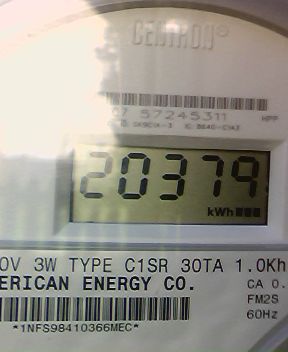 CENTRON®
57245311
20379
kWh
0V 3W TYPE C1SR 30TA 1.0Kh
ERICAN ENERGY CO.
CA 0.
FM2S
60Hz
*1NFS98410366MEC*